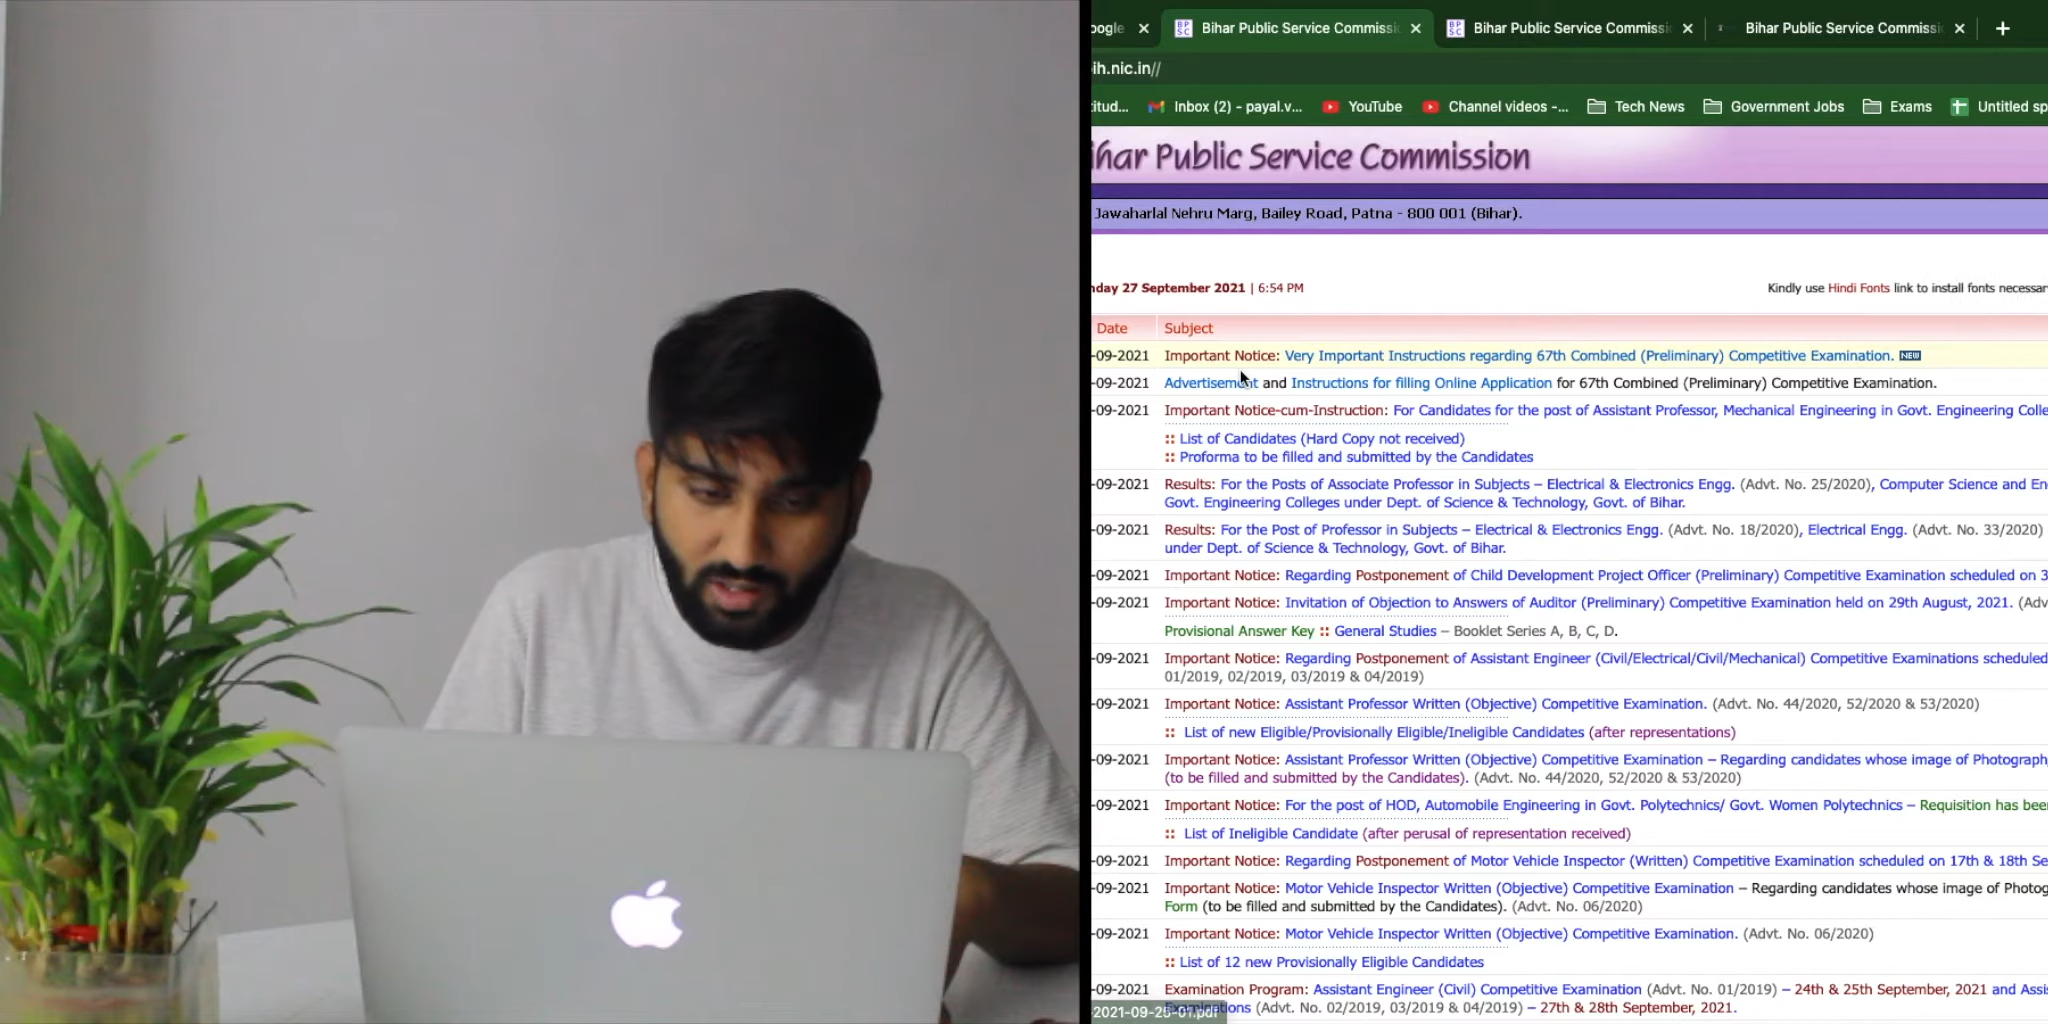 oogle
Bihar Public Service Commissi
Bihar Public Service Commissi
Bihar Public Service Commissi
ih.nic.in//
titud...
Inbox (2) - payal.v...
YouTube
Channel videos -...
Tech News
Government Jobs
Exams
Untitled sp
ihar Public Service Commission
Jawaharlal Nehru Marg, Bailey Road, Patna - 800 001 (Bihar).
nday 27 September 2021 | 6:54 PM
Kindly use Hindi Fonts link to install fonts necessar
Date Subject
-09-2021 Important Notice: Very Important Instructions regarding 67th Combined (Preliminary) Competitive Examination. NEW
-09-2021 Advertisement and Instructions for filling Online Application for 67th Combined (Preliminary) Competitive Examination.
-09-2021 Important Notice-cum-Instruction: For Candidates for the post of Assistant Professor, Mechanical Engineering in Govt. Engineering Colle
:: List of Candidates (Hard Copy not received)
:: Proforma to be filled and submitted by the Candidates
-09-2021 Results: For the Posts of Associate Professor in Subjects – Electrical & Electronics Engg. (Advt. No. 25/2020), Computer Science and En
Govt. Engineering Colleges under Dept. of Science & Technology, Govt. of Bihar.
-09-2021 Results: For the Post of Professor in Subjects – Electrical & Electronics Engg. (Advt. No. 18/2020), Electrical Engg. (Advt. No. 33/2020)
under Dept. of Science & Technology, Govt. of Bihar.
-09-2021 Important Notice: Regarding Postponement of Child Development Project Officer (Preliminary) Competitive Examination scheduled on 3
-09-2021 Important Notice: Invitation of Objection to Answers of Auditor (Preliminary) Competitive Examination held on 29th August, 2021. (Adv
Provisional Answer Key :: General Studies – Booklet Series A, B, C, D.
-09-2021 Important Notice: Regarding Postponement of Assistant Engineer (Civil/Electrical/Civil/Mechanical) Competitive Examinations scheduled
01/2019, 02/2019, 03/2019 & 04/2019)
-09-2021 Important Notice: Assistant Professor Written (Objective) Competitive Examination. (Advt. No. 44/2020, 52/2020 & 53/2020)
:: List of new Eligible/Provisionally Eligible/Ineligible Candidates (after representations)
-09-2021 Important Notice: Assistant Professor Written (Objective) Competitive Examination – Regarding candidates whose image of Photograph,
(to be filled and submitted by the Candidates). (Advt. No. 44/2020, 52/2020 & 53/2020)
-09-2021 Important Notice: For the post of HOD, Automobile Engineering in Govt. Polytechnics/ Govt. Women Polytechnics – Requisition has bee
:: List of Ineligible Candidate (after perusal of representation received)
-09-2021 Important Notice: Regarding Postponement of Motor Vehicle Inspector (Written) Competitive Examination scheduled on 17th & 18th Se
-09-2021 Important Notice: Motor Vehicle Inspector Written (Objective) Competitive Examination – Regarding candidates whose image of Photog
Form (to be filled and submitted by the Candidates). (Advt. No. 06/2020)
-09-2021 Important Notice: Motor Vehicle Inspector Written (Objective) Competitive Examination. (Advt. No. 06/2020)
:: List of 12 new Provisionally Eligible Candidates
-09-2021 Examination Program: Assistant Engineer (Civil) Competitive Examination (Advt. No. 01/2019) – 24th & 25th September, 2021 and Assis
(Advt. No. 02/2019, 03/2019 & 04/2019) – 27th & 28th September, 2021.